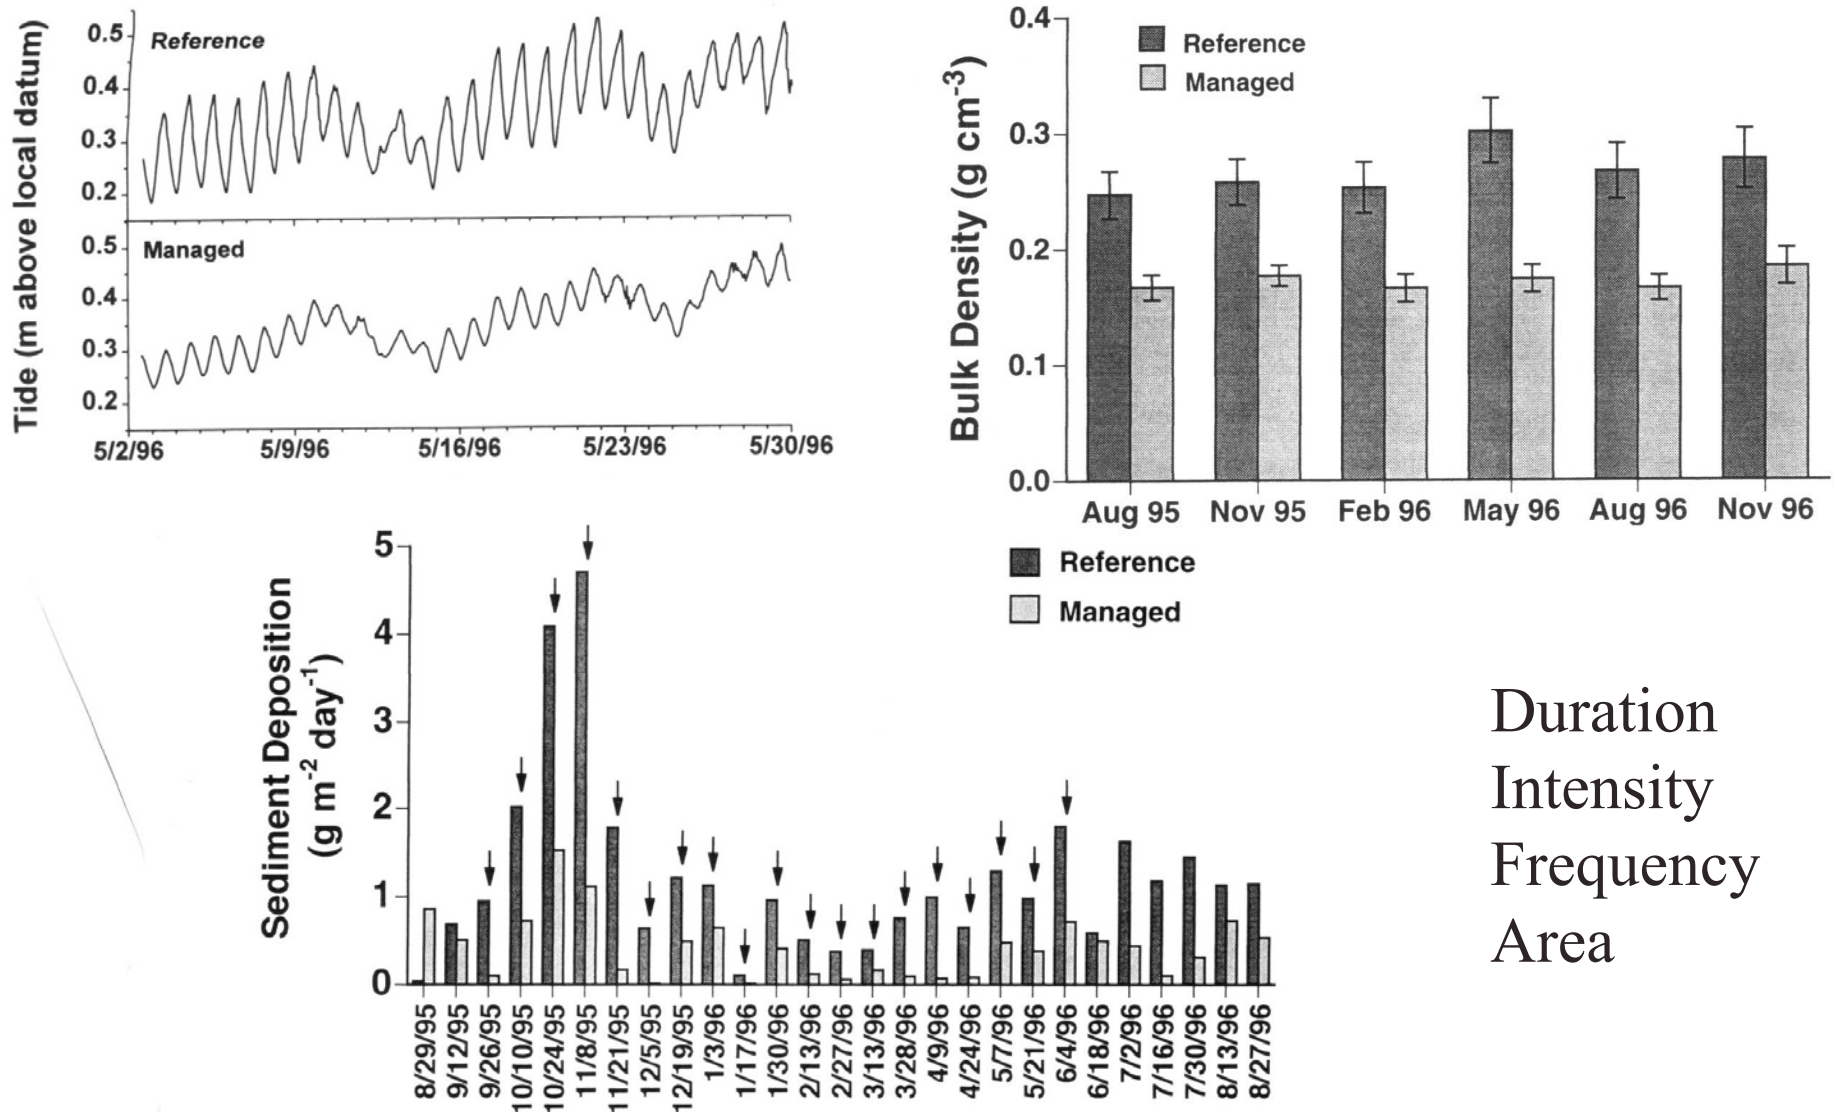 Tide (m above local datum)
0.5
0.4
0.3
0.2
Reference
0.5
0.4
0.3
0.2
Managed
5/2/96 5/9/96 5/16/96 5/23/96 5/30/96
Bulk Density (g cm-3)
0.4
0.3
0.2
0.1
0.0
Reference
Managed
Aug 95 Nov 95 Feb 96 May 96 Aug 96 Nov 96
Sediment Deposition
(g m-2 day-1)
5
4
3
2
1
0
Reference
Managed
8/29/95
9/12/95
9/26/95
10/10/95
10/24/95
11/8/95
11/21/95
12/5/95
12/19/95
1/3/96
1/17/96
1/30/96
2/13/96
2/27/96
3/13/96
3/28/96
4/9/96
4/24/96
5/7/96
5/21/96
6/4/96
6/18/96
7/2/96
7/16/96
7/30/96
8/13/96
8/27/96
Duration
Intensity
Frequency
Area